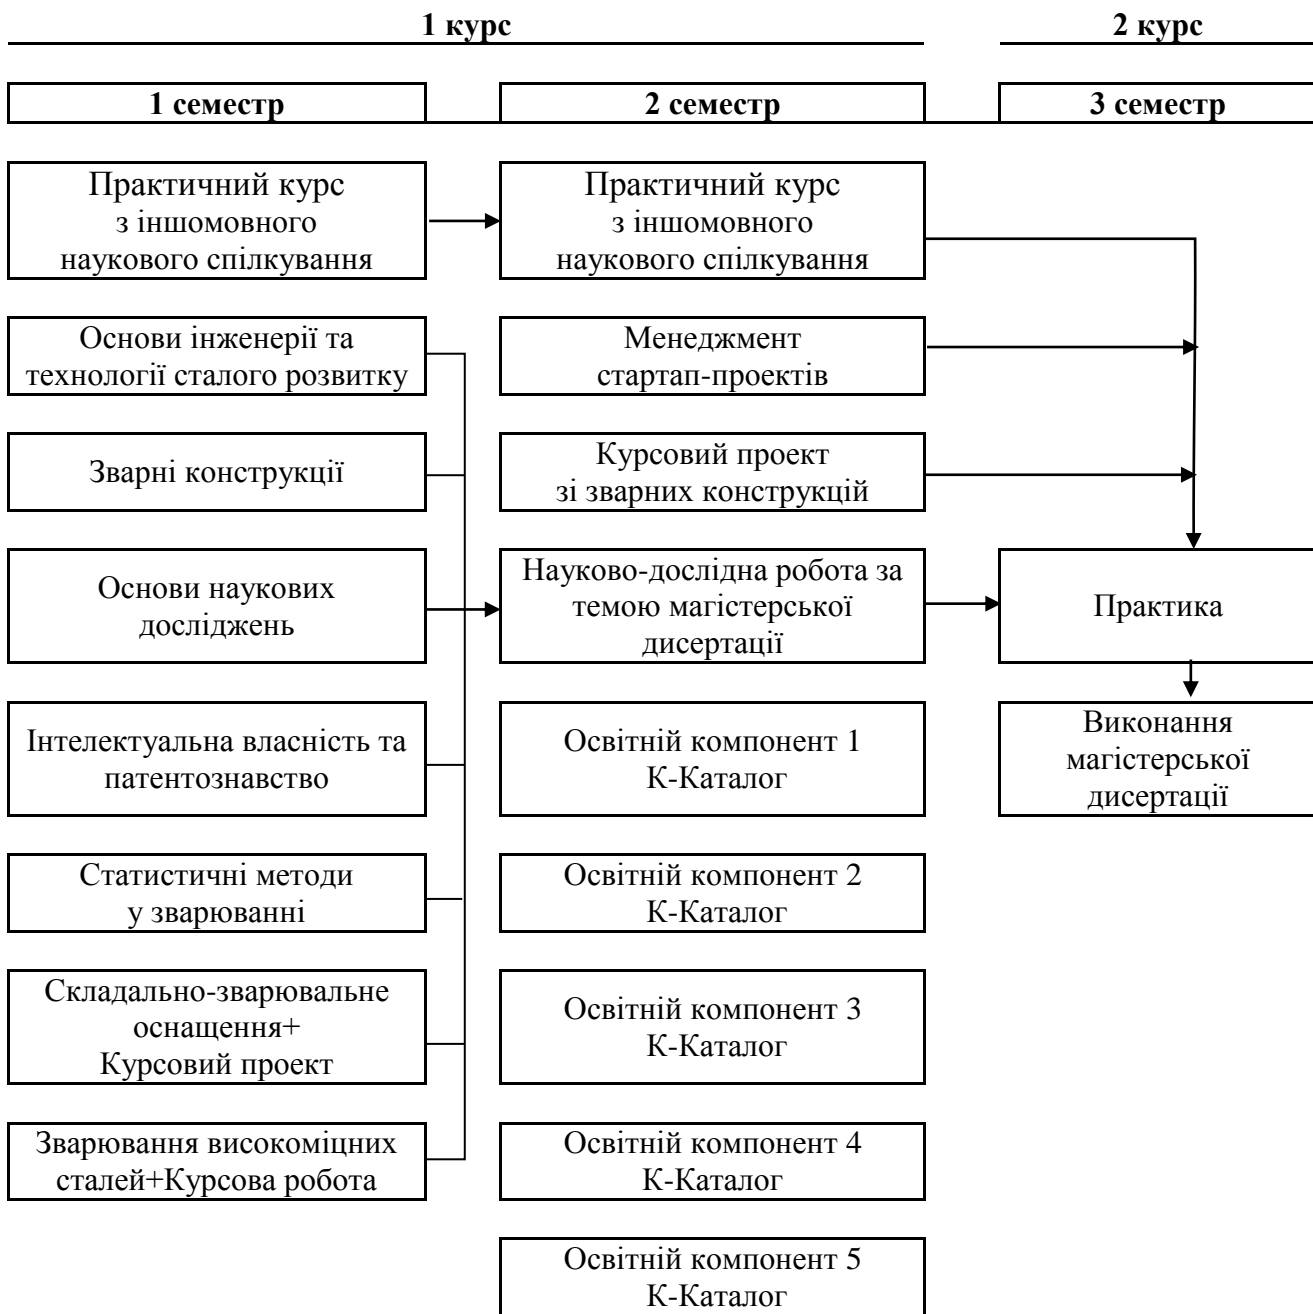 1 курс
2 курс
1 семестр
2 семестр
3 семестр
Практичний курс
з іншомовного
наукового спілкування
Практичний курс
з іншомовного
наукового спілкування
Основи інженерії та
технології сталого розвитку
Менеджмент
стартап-проектів
Зварні конструкції
Курсовий проект
зі зварних конструкцій
Основи наукових
досліджень
Науково-дослідна робота за
темою магістерської
дисертації
Практика
Інтелектуальна власність та
патентознавство
Освітній компонент 1
К-Каталог
Виконання
магістерської
дисертації
Статистичні методи
у зварюванні
Освітній компонент 2
К-Каталог
Складально-зварювальне
оснащення+
Курсовий проект
Освітній компонент 3
К-Каталог
Зварювання високоміцних
сталей+Курсова робота
Освітній компонент 4
К-Каталог
Освітній компонент 5
К-Каталог